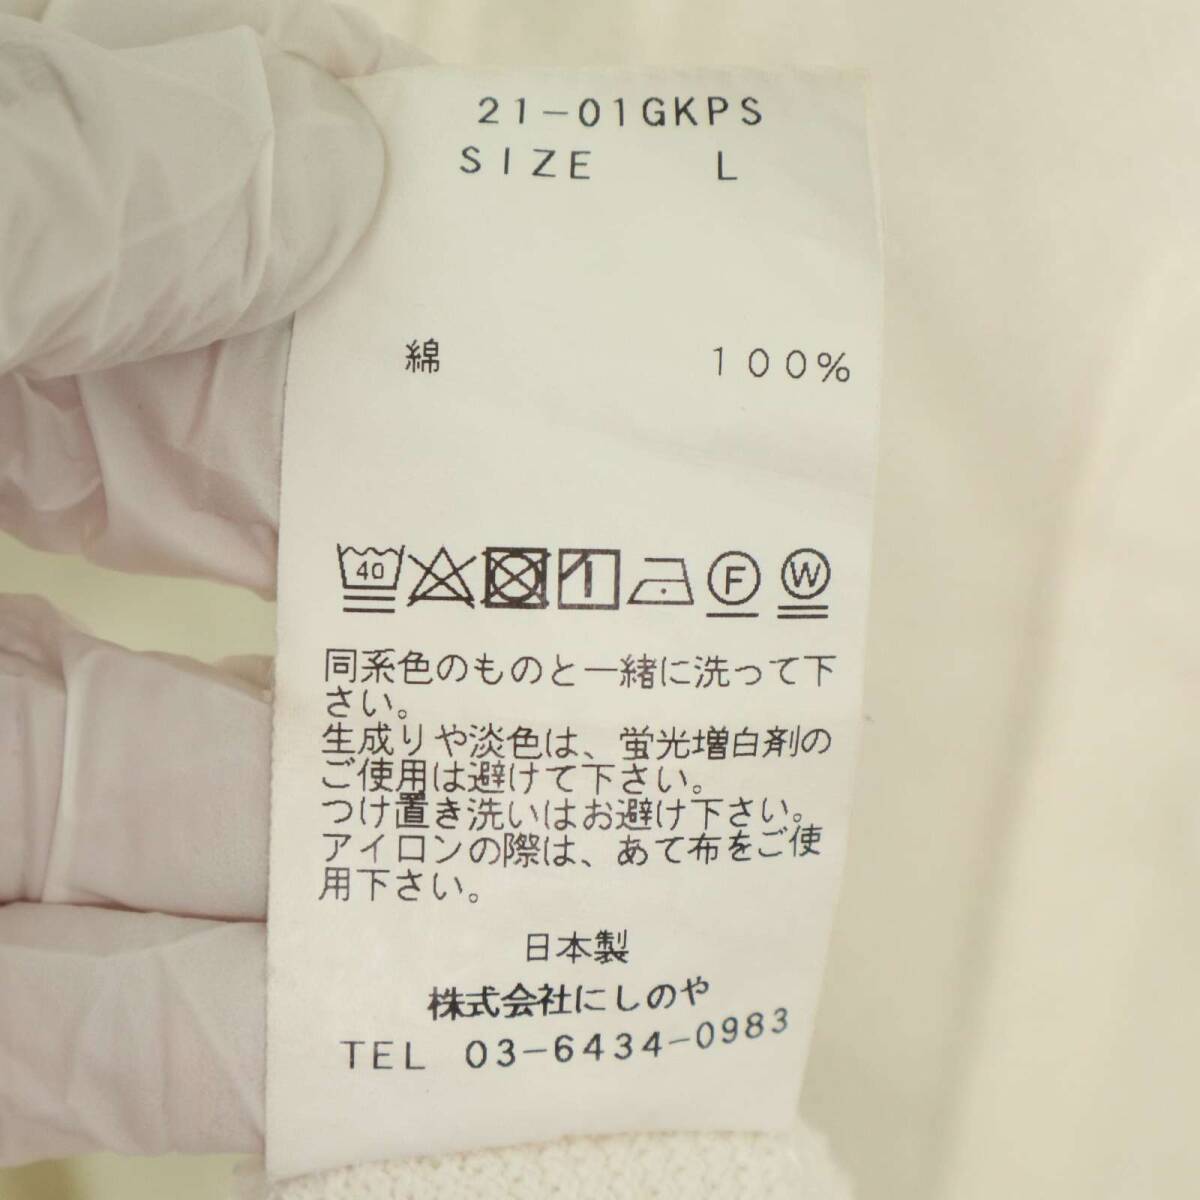 21-01GKPS
SIZE L
綿 100%
40 F W
同系色のものと一緒に洗って下
さい。
生成りや淡色は、蛍光増白剤の
ご使用は避けて下さい。
つけ置き洗いはお避け下さい。
アイロンの際は、あて布をご使
用下さい。
日本製
株式会社にしのや
TEL 03-6434-0983